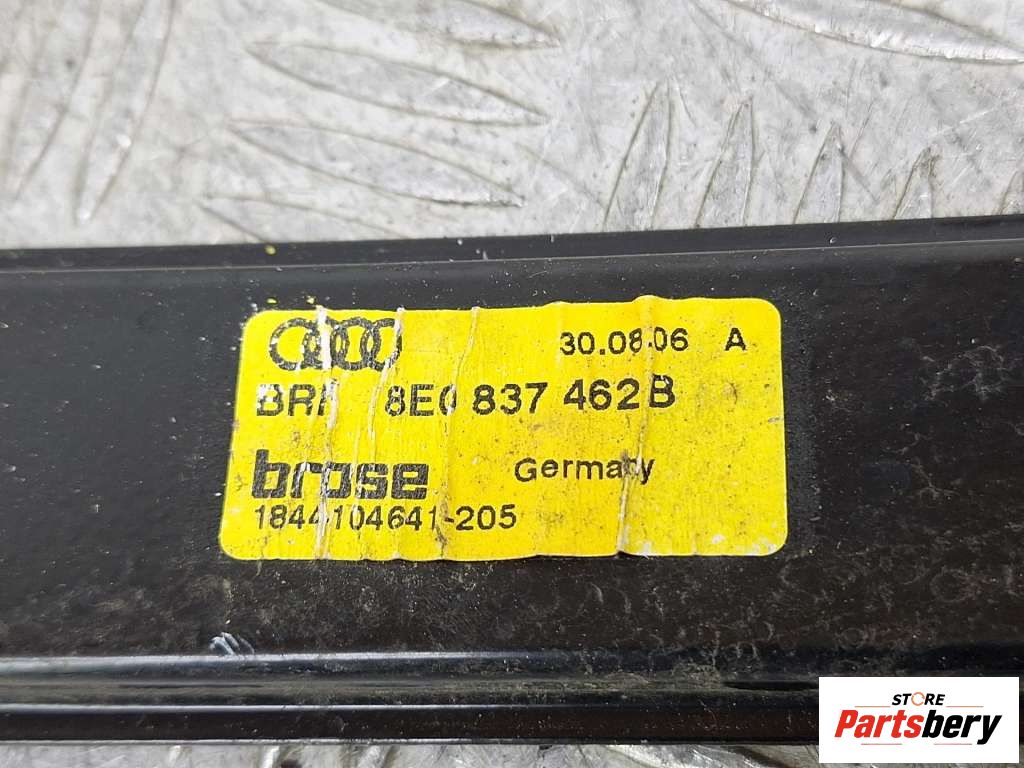 30.08.06 A
8E0 837 462 B
brose Germany
1844104641-205
STORE
Partsbery